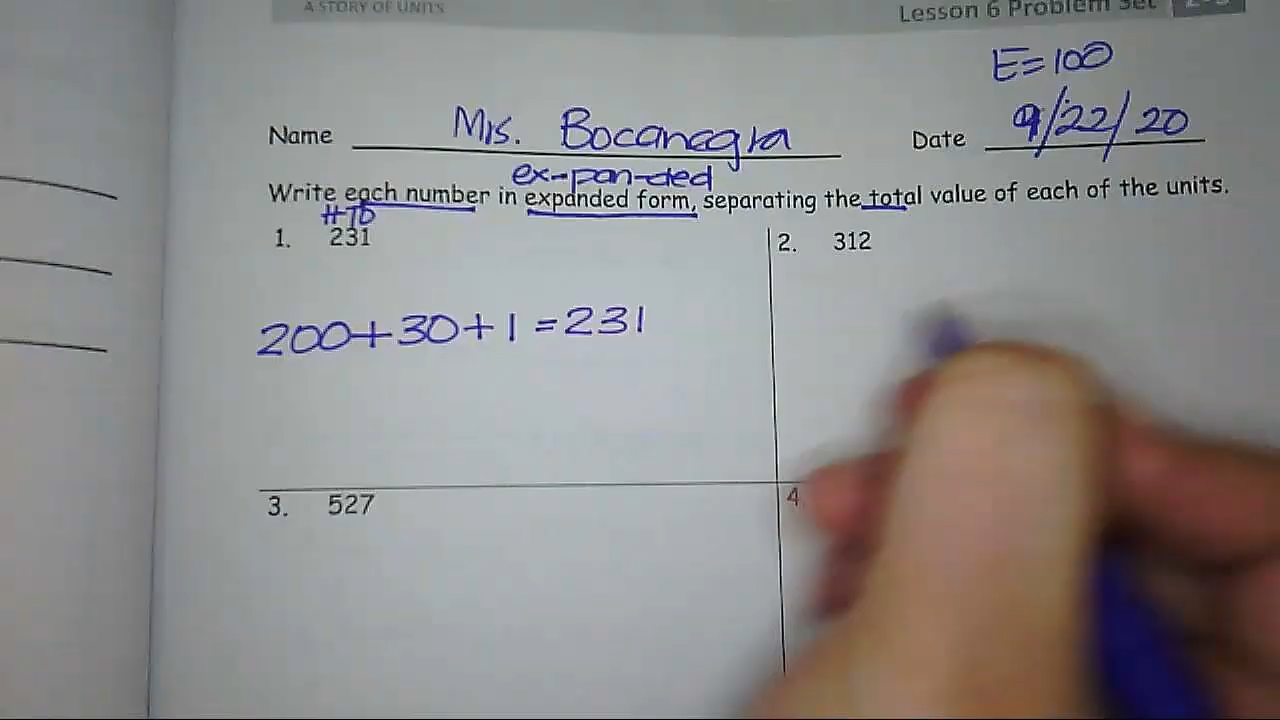 A STORY OF UNITS
Lesson 6 Problem Set
E=100
Name Mrs. Bocanegra Date 9/22/20
ex-pan-ded
Write each number in expanded form, separating the total value of each of the units.
HTO
1. 231
2. 312
200+30+1=231
3. 527
4